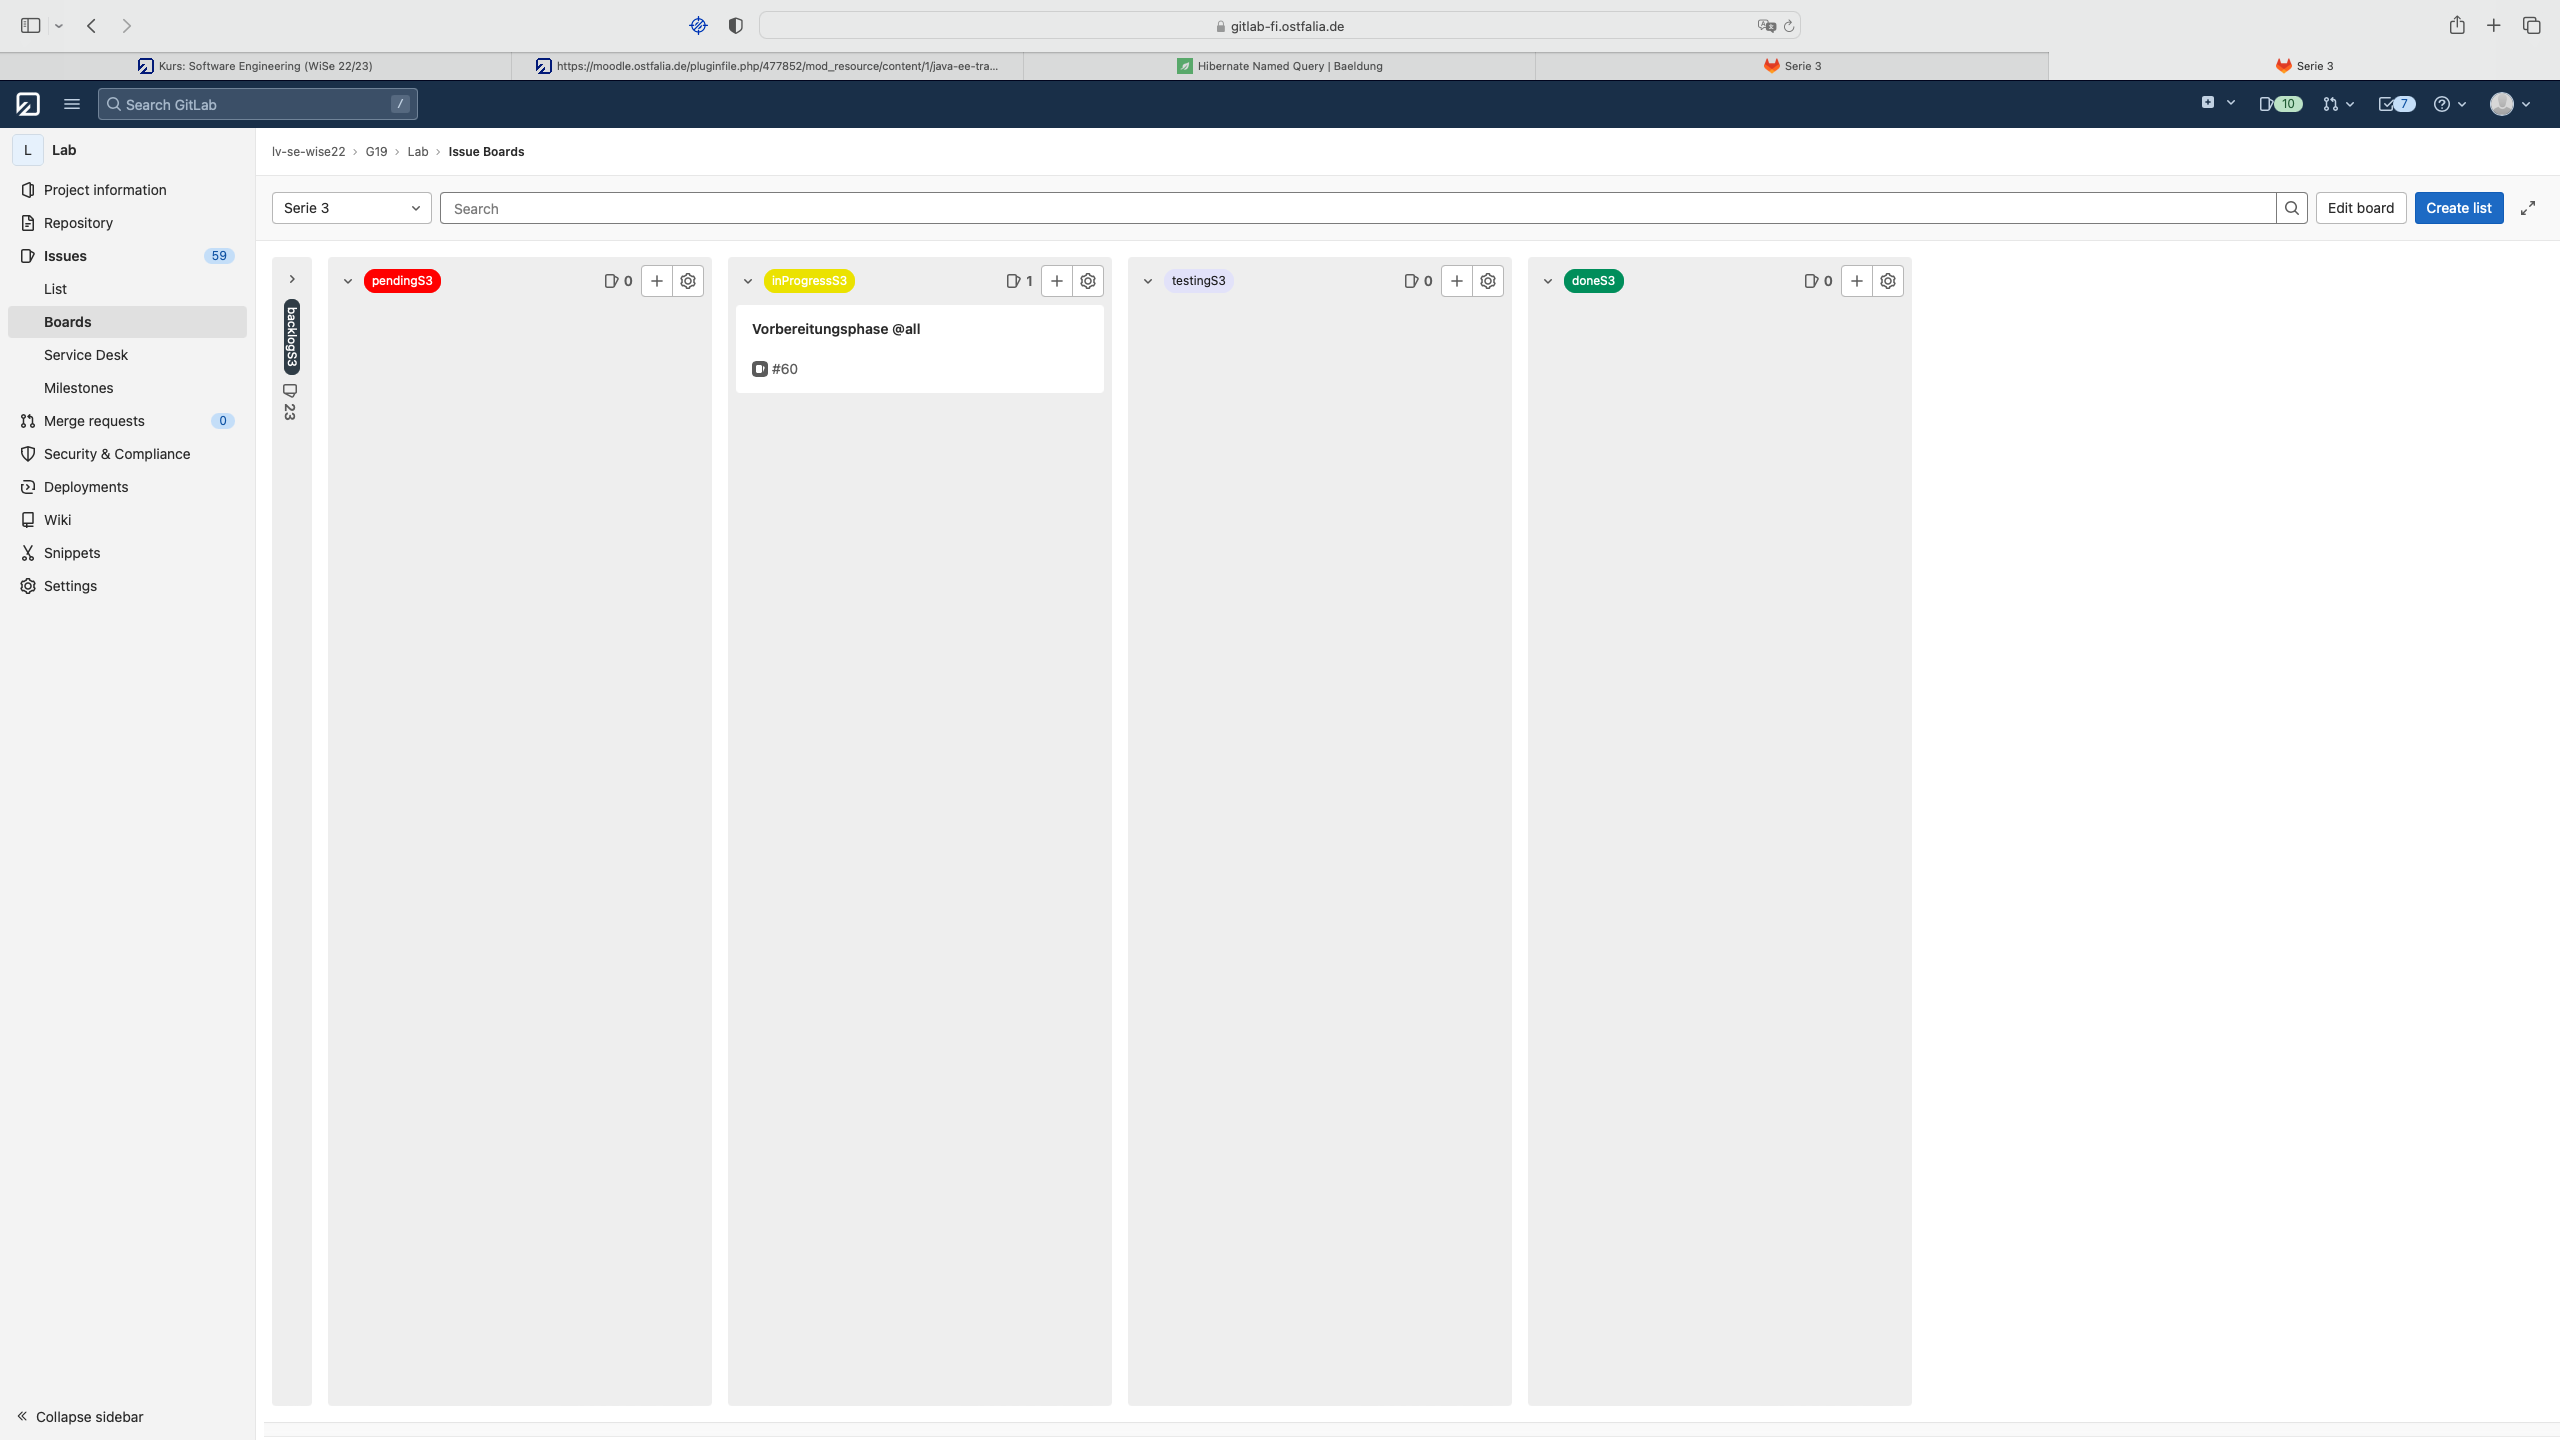 gitlab-fi.ostfalia.de
Kurs: Software Engineering (WiSe 22/23)
https://moodle.ostfalia.de/pluginfile.php/477852/mod_resource/content/1/java-ee-tra...
Hibernate Named Query | Baeldung
Serie 3
Serie 3
Search GitLab
/
10
7
L
Lab
lv-se-wise22 › G19 › Lab › Issue Boards
Project information
Repository
Issues 59
List
Boards
Service Desk
Milestones
Merge requests 0
Security & Compliance
Deployments
Wiki
Snippets
Settings
Collapse sidebar
Serie 3
Search
Edit board
Create list
backlogS3
23
pendingS3
0
inProgressS3
1
Vorbereitungsphase @all
#60
testingS3
0
doneS3
0